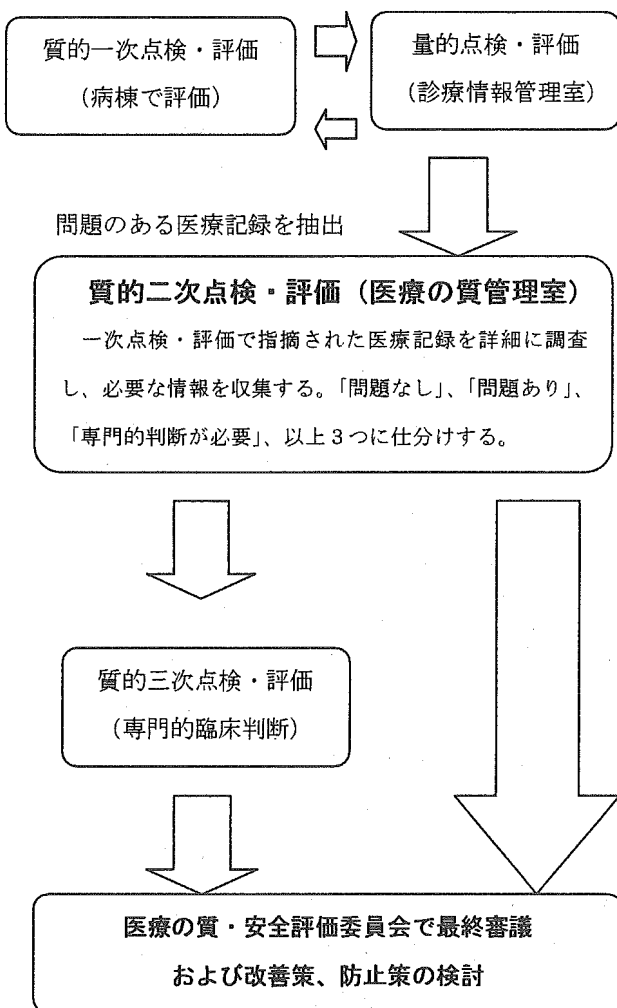 質的一次点検・評価
(病棟で評価)
量的点検・評価
(診療情報管理室)
問題のある医療記録を抽出
質的二次点検・評価(医療の質管理室)
一次点検・評価で指摘された医療記録を詳細に調査
し、必要な情報を収集する。「問題なし」、「問題あり」、
「専門的判断が必要」、以上3つに仕分けする。
質的三次点検・評価
(専門的臨床判断)
医療の質・安全評価委員会で最終審議
および改善策、防止策の検討